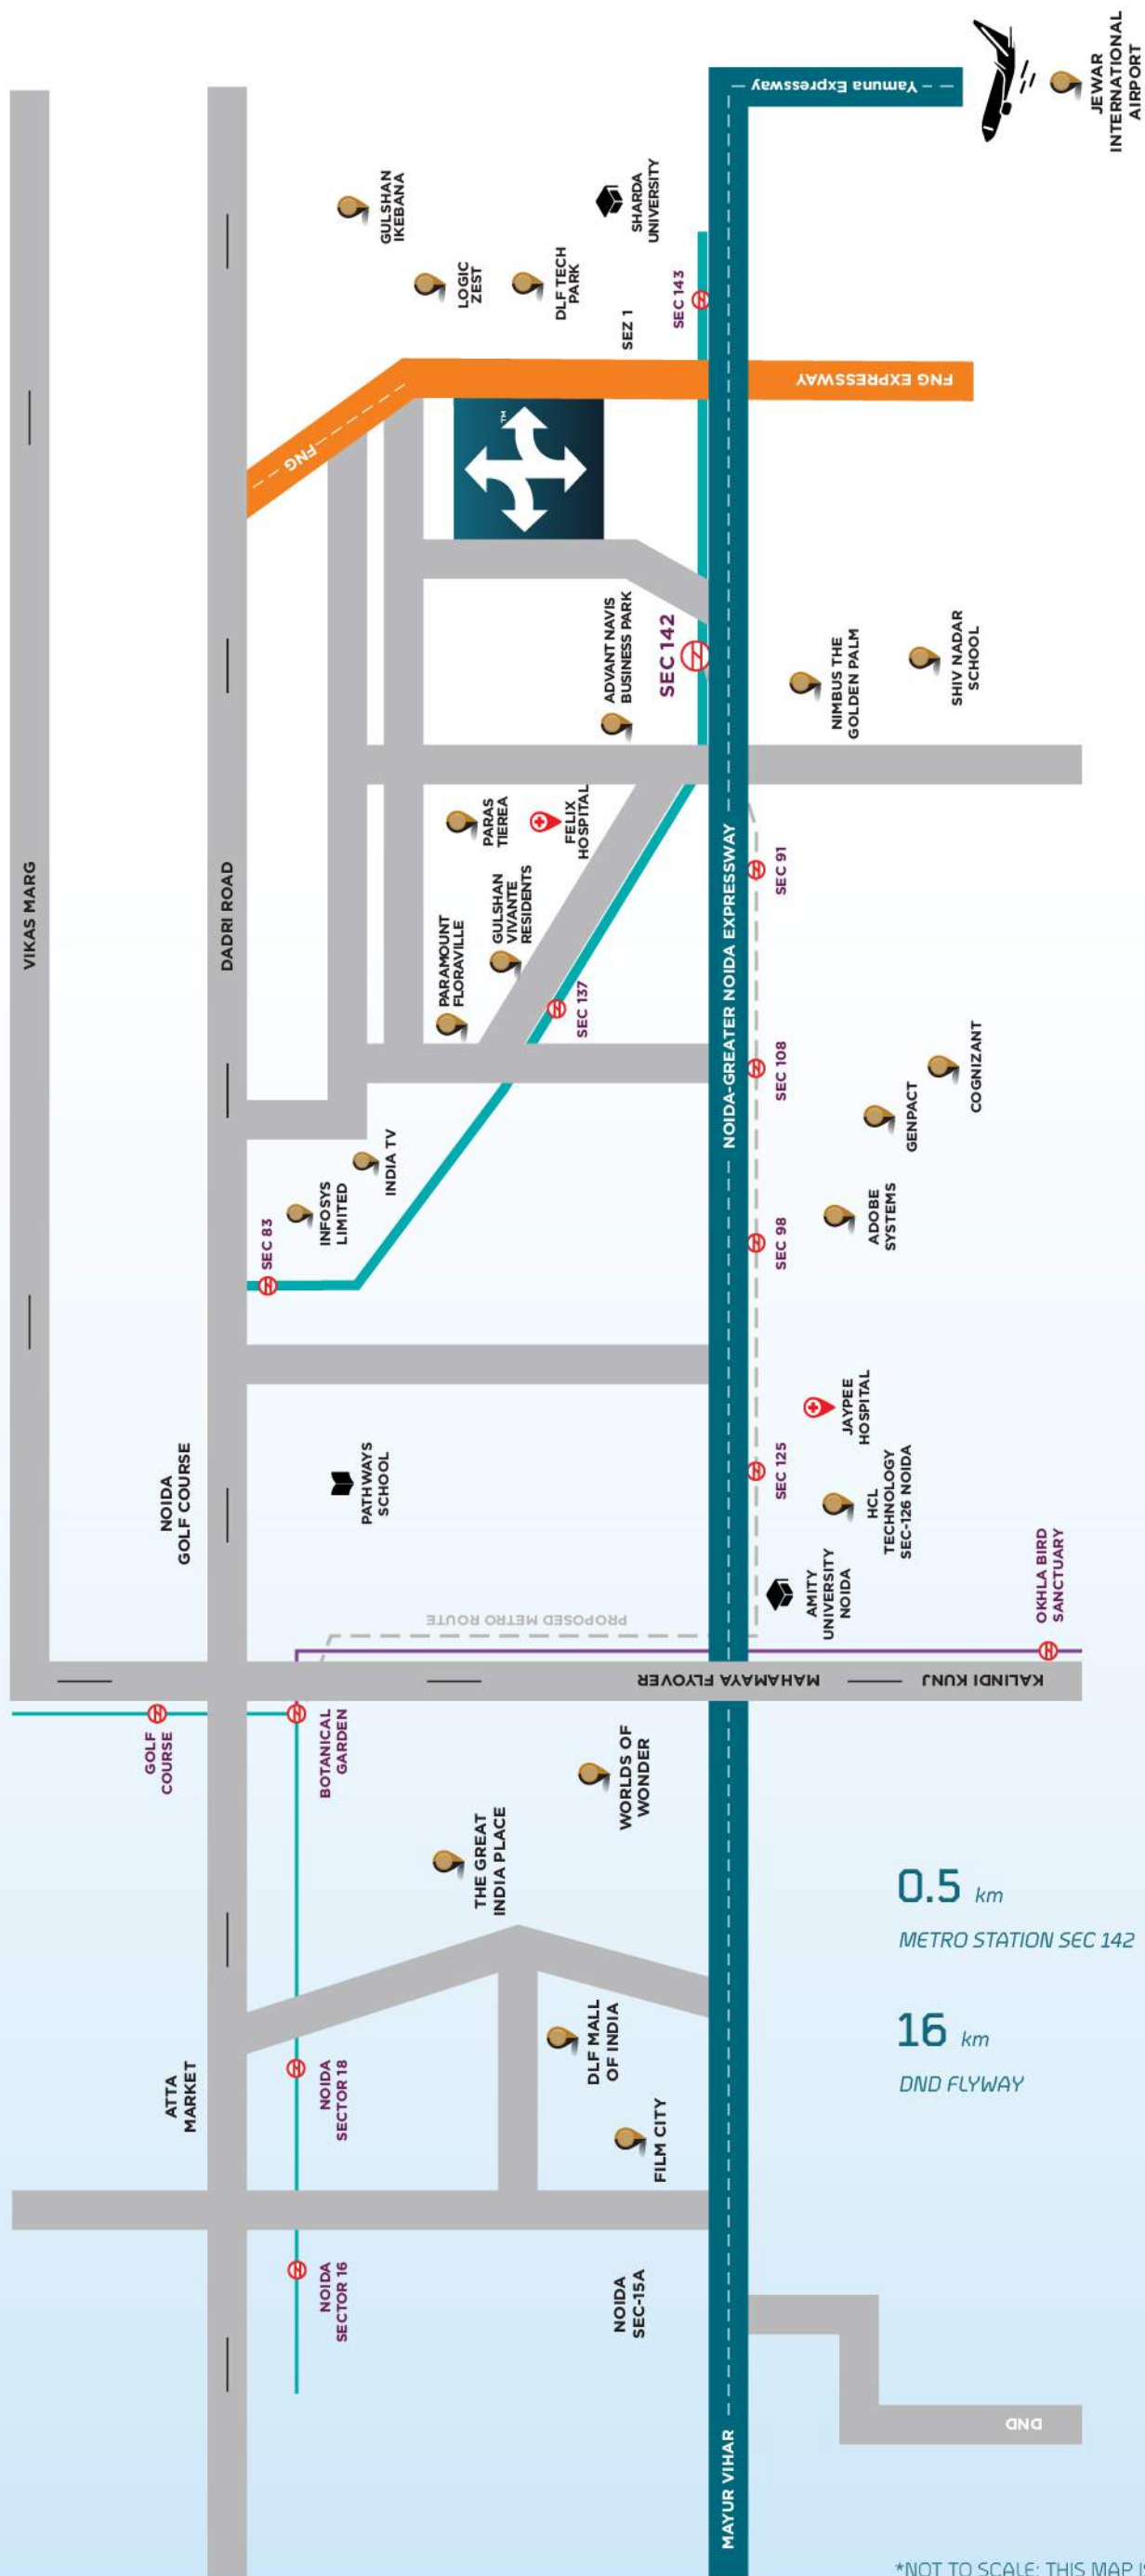 VIKAS MARG
DADRI ROAD
NOIDA
GOLF COURSE
ATTA
MARKET
GOLF
COURSE
BOTANICAL
GARDEN
NOIDA
SECTOR 18
NOIDA
SECTOR 16
PATHWAYS
SCHOOL
SEC 83
INFOSYS
LIMITED
INDIA TV
PARAMOUNT
FLORAVILLE
GULSHAN
VIVANTE
RESIDENTS
SEC 137
PARAS
TIEREA
FELIX
HOSPITAL
ADVANT NAVIS
BUSINESS PARK
SEC 142
TM
FNG
FNG EXPRESSWAY
GULSHAN
IKEBANA
LOGIC
ZEST
DLF TECH
PARK
SEZ 1
SHARDA
UNIVERSITY
SEC 143
Yamuna Expressway
JEWAR
INTERNATIONAL
AIRPORT
THE GREAT
INDIA PLACE
WORLDS OF
WONDER
DLF MALL
OF INDIA
FILM CITY
NOIDA
SEC-15A
PROPOSED METRO ROUTE
MAHAMAYA FLYOVER
KALINDI KUNJ
MAYUR VIHAR
NOIDA-GREATER NOIDA EXPRESSWAY
DND
SEC 125
SEC 98
SEC 108
SEC 91
AMITY
UNIVERSITY
NOIDA
HCL
TECHNOLOGY
SEC-126 NOIDA
JAYPEE
HOSPITAL
ADOBE
SYSTEMS
GENPACT
COGNIZANT
NIMBUS THE
GOLDEN PALM
SHIV NADAR
SCHOOL
OKHLA BIRD
SANCTUARY
0.5 km
METRO STATION SEC 142
16 km
DND FLYWAY
*NOT TO SCALE: THIS MAP IS